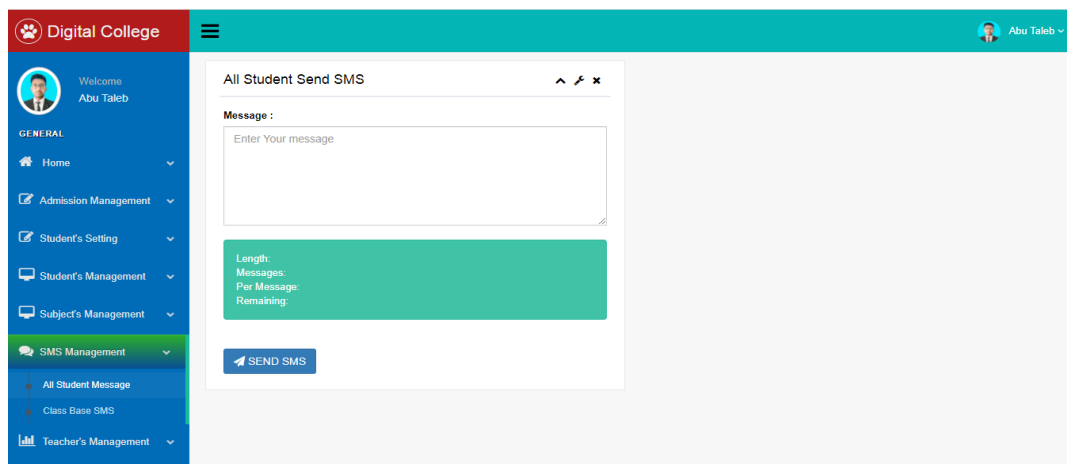 Digital College
Abu Taleb
Welcome
Abu Taleb
GENERAL
Home
Admission Management
Student's Setting
Student's Management
Subject's Management
SMS Management
All Student Message
Class Base SMS
Teacher's Management
All Student Send SMS
Message :
Enter Your message
Length:
Messages:
Per Message:
Remaining:
SEND SMS